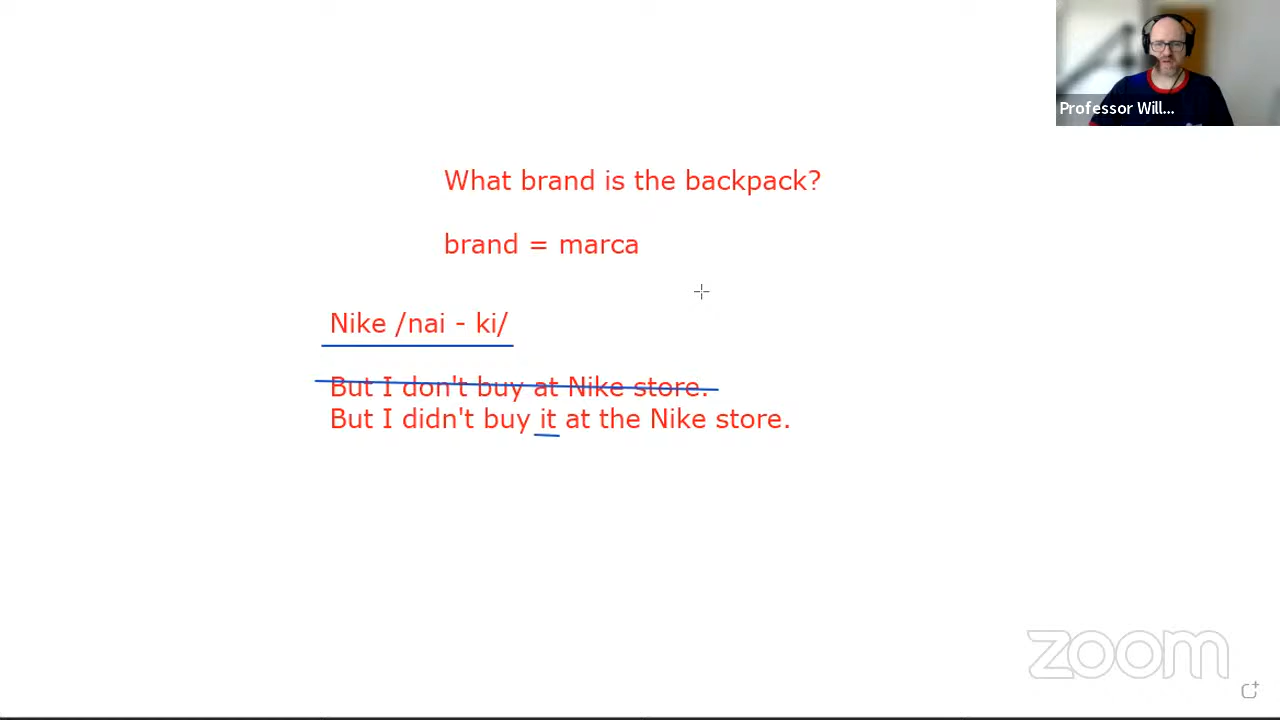 Professor Will...
What brand is the backpack?
brand = marca
Nike /nai - ki/
But I don't buy at Nike store.
But I didn't buy it at the Nike store.
zoom